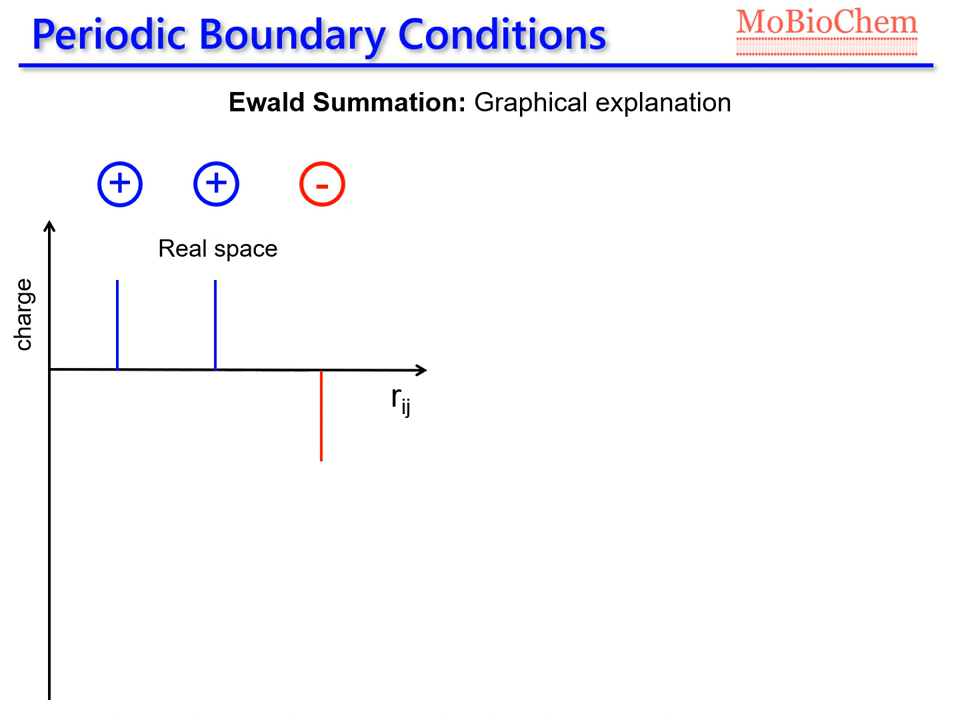 Periodic Boundary Conditions
MoBioChem
Ewald Summation: Graphical explanation
+ + -
Real space
charge
rij